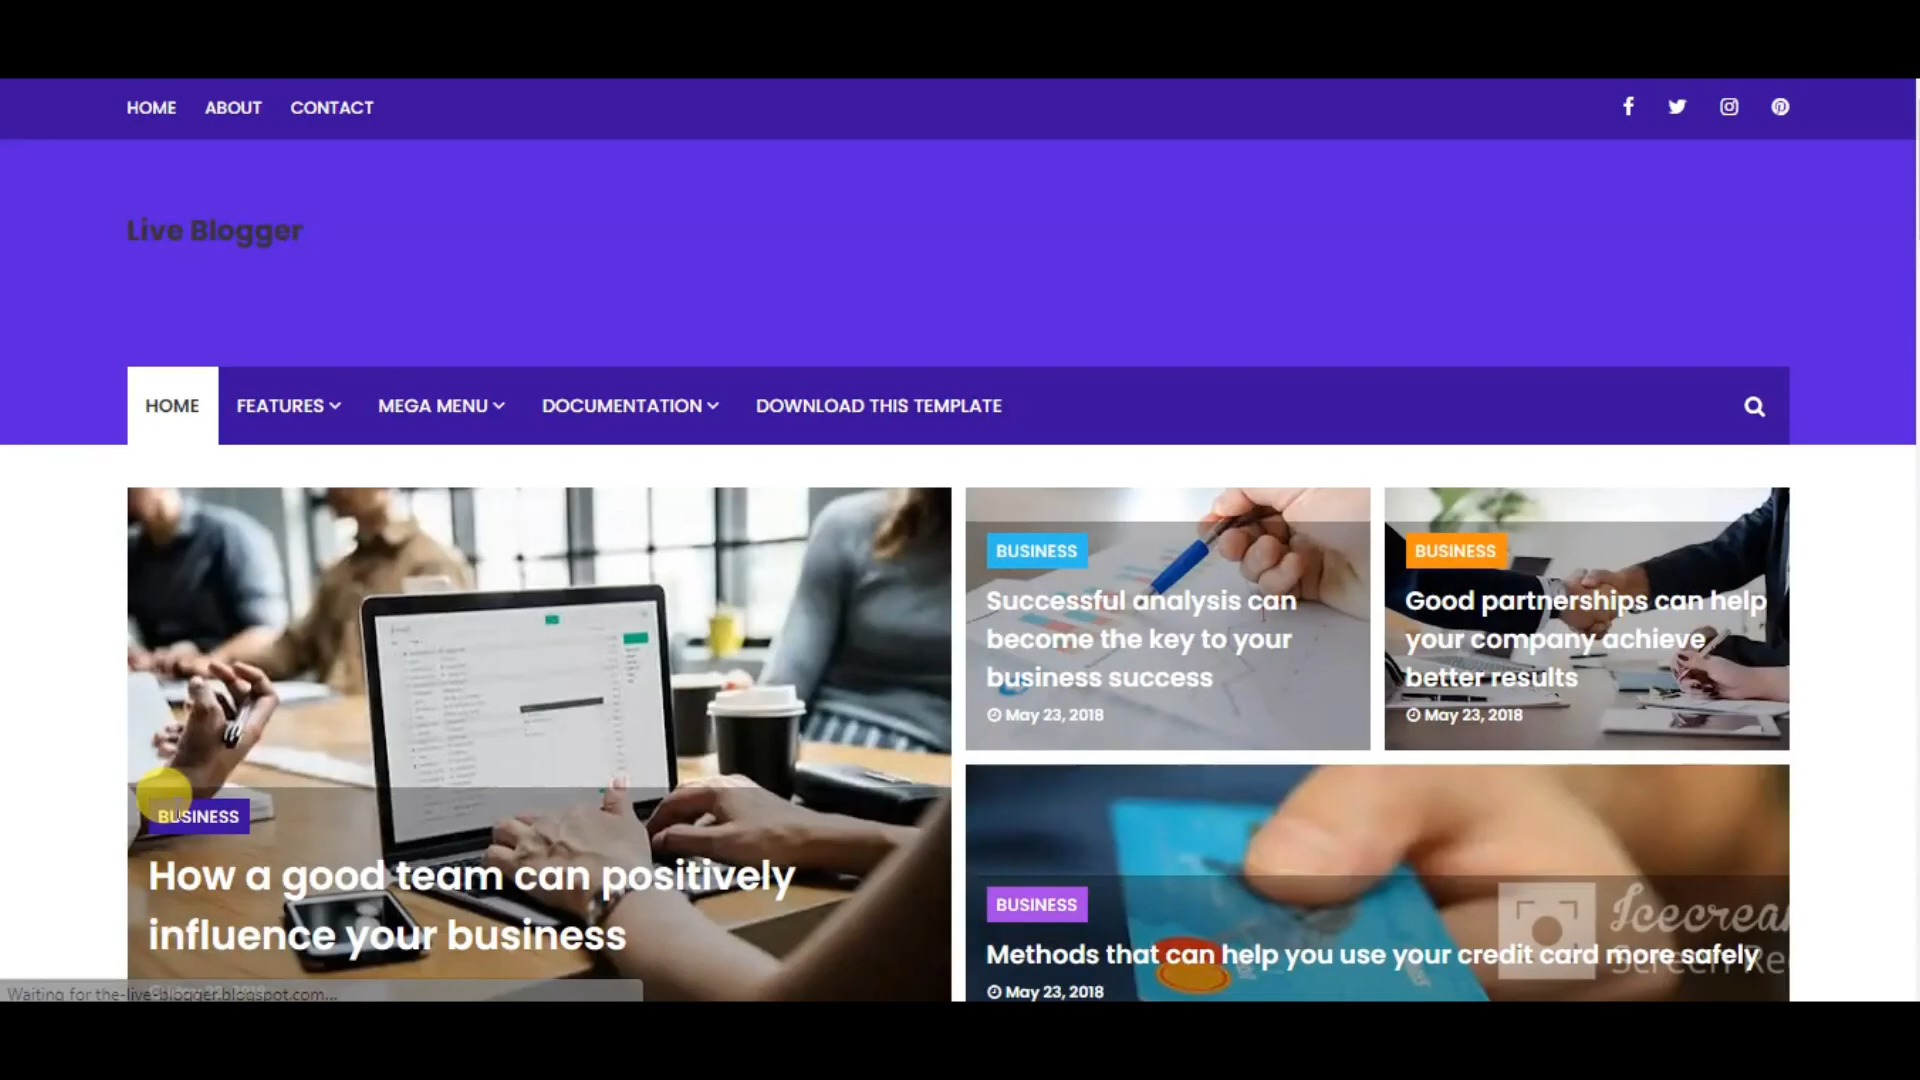 HOME ABOUT CONTACT
Live Blogger
HOME FEATURES MEGA MENU DOCUMENTATION DOWNLOAD THIS TEMPLATE
BUSINESS
How a good team can positively
influence your business
BUSINESS
Successful analysis can
become the key to your
business success
May 23, 2018
BUSINESS
Good partnerships can help
your company achieve
better results
May 23, 2018
BUSINESS
Methods that can help you use your credit card more safely
May 23, 2018
Icecrea
Screen Re
Waiting for the-live-blogger.blogspot.com...